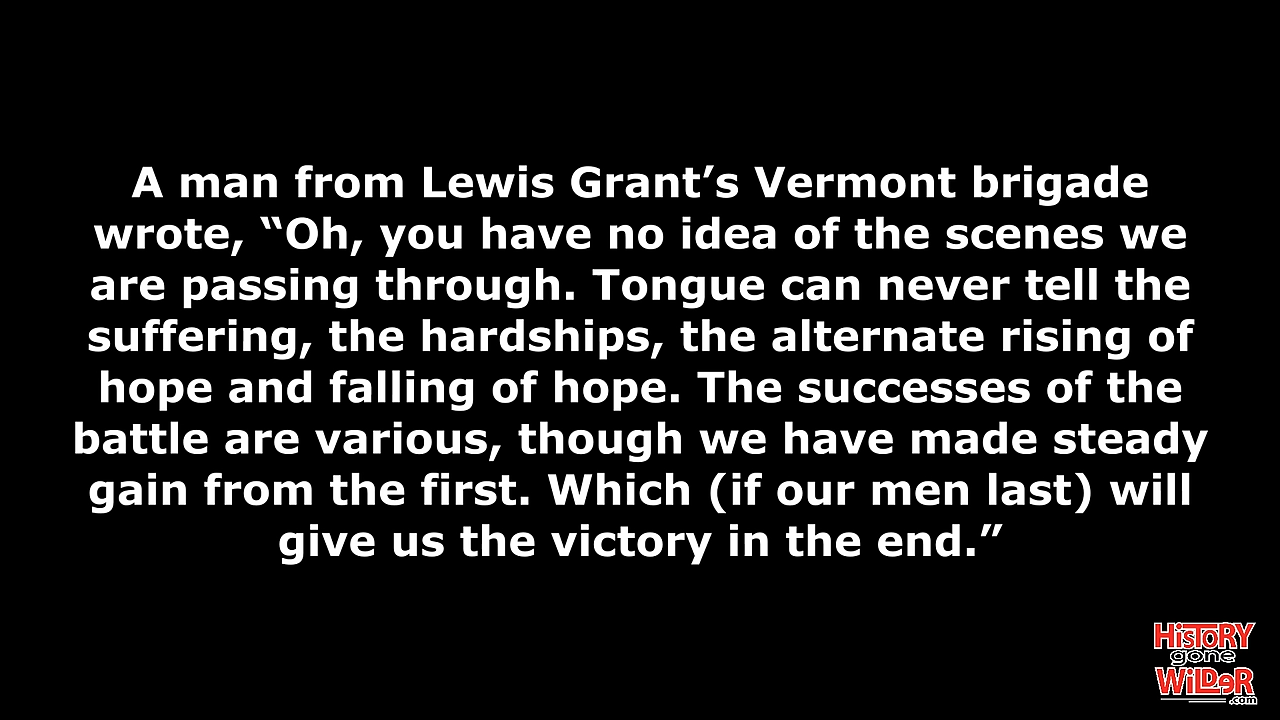 A man from Lewis Grant’s Vermont brigade
wrote, “Oh, you have no idea of the scenes we
are passing through. Tongue can never tell the
suffering, the hardships, the alternate rising of
hope and falling of hope. The successes of the
battle are various, though we have made steady
gain from the first. Which (if our men last) will
give us the victory in the end.”
HiSTORY
gone
WiLDeR
.com